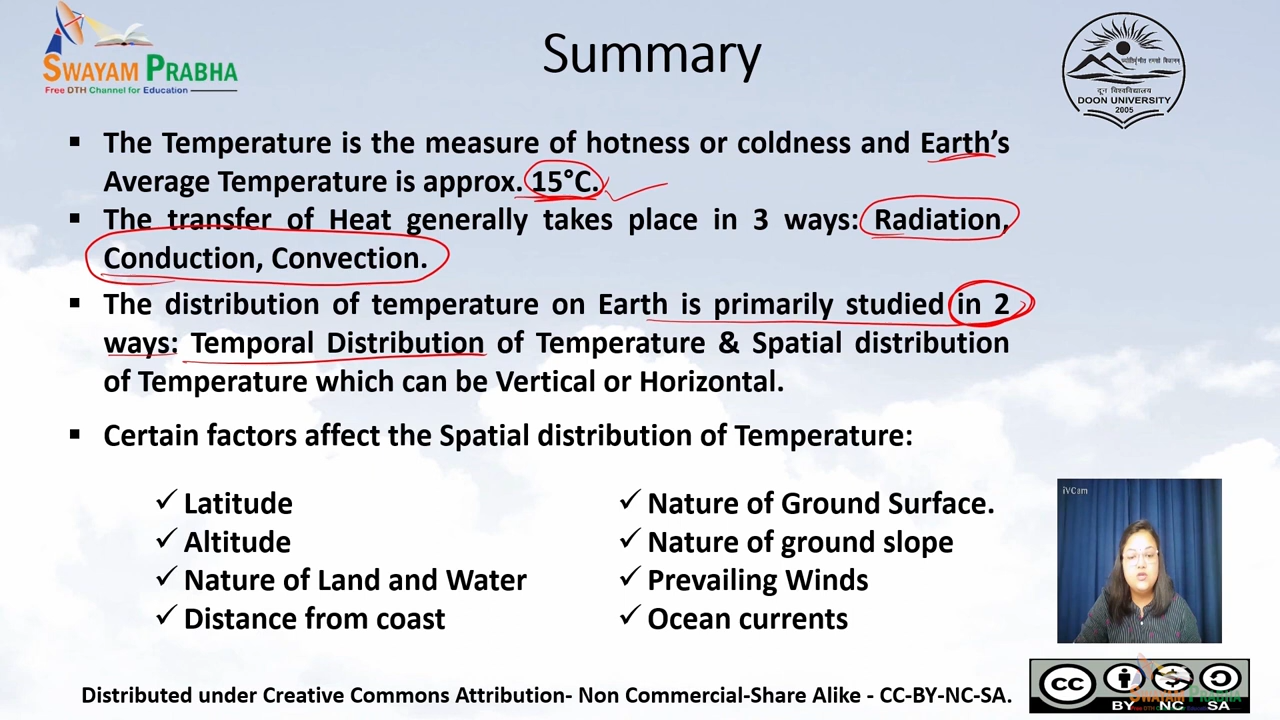 SWAYAM PRABHA
Free DTH Channel for Education
Summary
दून विश्वविद्यालय
DOON UNIVERSITY
2005
▪ The Temperature is the measure of hotness or coldness and Earth’s
Average Temperature is approx. 15°C.
▪ The transfer of Heat generally takes place in 3 ways: Radiation,
Conduction, Convection.
▪ The distribution of temperature on Earth is primarily studied in 2
ways: Temporal Distribution of Temperature & Spatial distribution
of Temperature which can be Vertical or Horizontal.
▪ Certain factors affect the Spatial distribution of Temperature:
✓ Latitude
✓ Altitude
✓ Nature of Land and Water
✓ Distance from coast
✓ Nature of Ground Surface.
✓ Nature of ground slope
✓ Prevailing Winds
✓ Ocean currents
iVCam
Distributed under Creative Commons Attribution- Non Commercial-Share Alike - CC-BY-NC-SA.
cc
BY NC SA
SWAYAM PRABHA